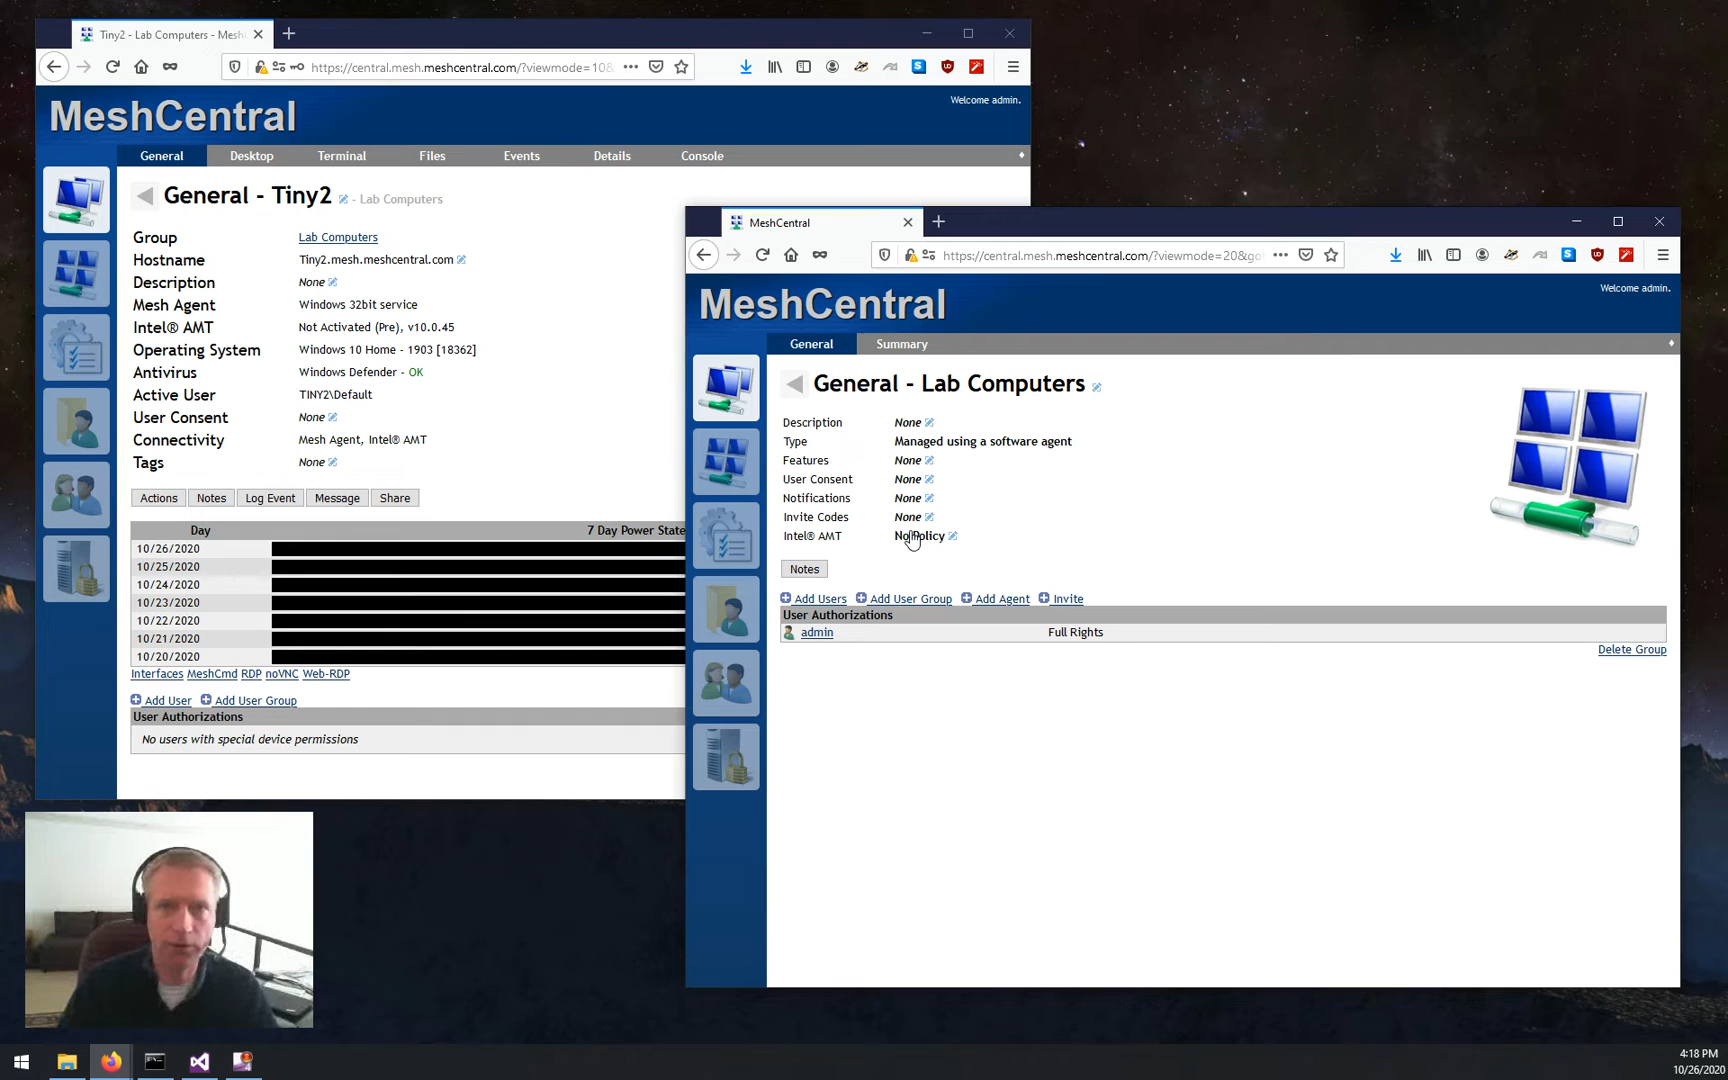 Tiny2 - Lab Computers - Mesh
https://central.mesh.meshcentral.com/?viewmode=10&
MeshCentral
Welcome admin.
General Desktop Terminal Files Events Details Console
General - Tiny2 - Lab Computers
Group Lab Computers
Hostname Tiny2.mesh.meshcentral.com
Description None
Mesh Agent Windows 32bit service
Intel® AMT Not Activated (Pre), v10.0.45
Operating System Windows 10 Home - 1903 [18362]
Antivirus Windows Defender - OK
Active User TINY2\Default
User Consent None
Connectivity Mesh Agent, Intel® AMT
Tags None
Actions Notes Log Event Message Share
Day 7 Day Power State
10/26/2020
10/25/2020
10/24/2020
10/23/2020
10/22/2020
10/21/2020
10/20/2020
Interfaces MeshCmd RDP noVNC Web-RDP
Add User Add User Group
User Authorizations
No users with special device permissions
MeshCentral
https://central.mesh.meshcentral.com/?viewmode=20&go
MeshCentral
Welcome admin.
General Summary
General - Lab Computers
Description None
Type Managed using a software agent
Features None
User Consent None
Notifications None
Invite Codes None
Intel® AMT No Policy
Notes
Add Users Add User Group Add Agent Invite
User Authorizations
admin Full Rights
Delete Group
4:18 PM
10/26/2020